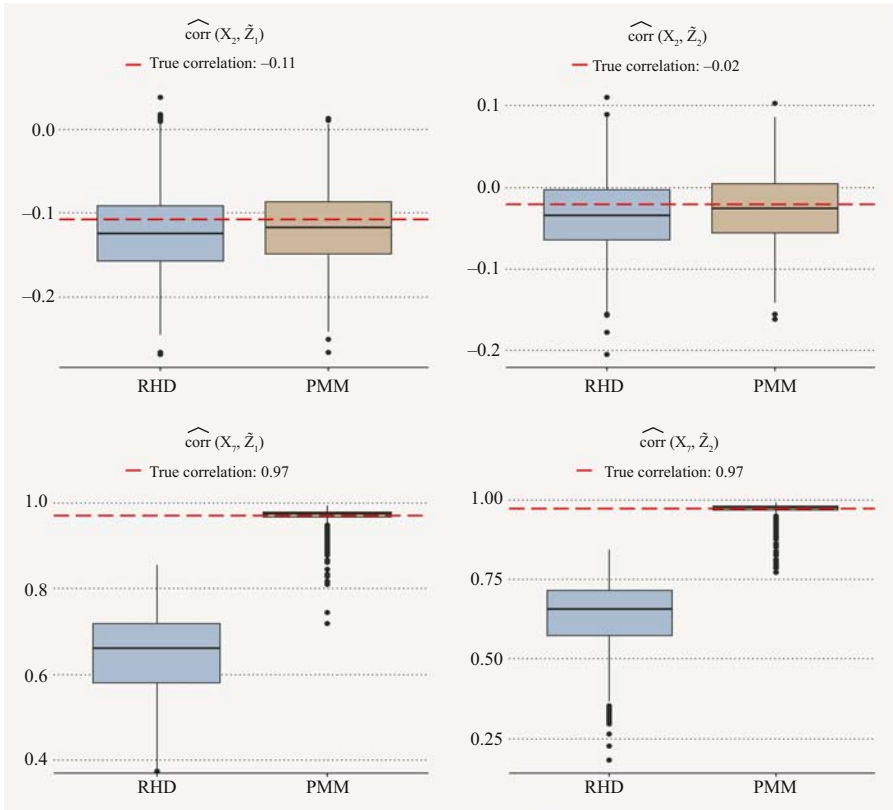 corr (X₂, Z̃₁)
True correlation: –0.11
0.0
–0.1
–0.2
RHD PMM
corr (X₂, Z̃₂)
True correlation: –0.02
0.1
0.0
–0.1
–0.2
RHD PMM
corr (X₇, Z̃₁)
True correlation: 0.97
1.0
0.8
0.6
0.4
RHD PMM
corr (X₇, Z̃₂)
True correlation: 0.97
1.00
0.75
0.50
0.25
RHD PMM